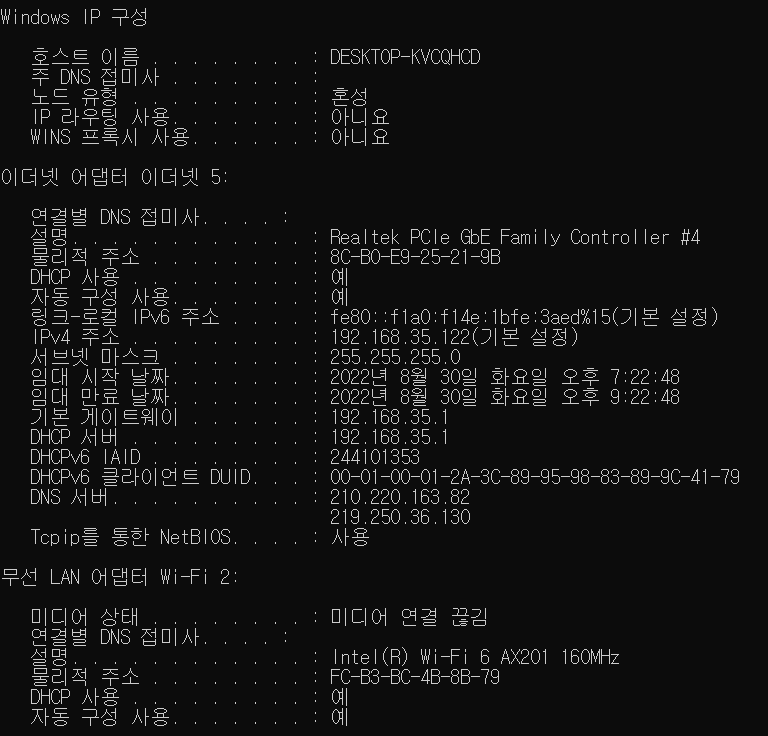 Windows IP 구성
호스트 이름 . . . . . . . . : DESKTOP-KVCQHCD
주 DNS 접미사 . . . . . . . :
노드 유형 . . . . . . . . . : 혼성
IP 라우팅 사용. . . . . . . : 아니요
WINS 프록시 사용. . . . . . : 아니요
이더넷 어댑터 이더넷 5:
연결별 DNS 접미사. . . . :
설명. . . . . . . . . . . . : Realtek PCIe GbE Family Controller #4
물리적 주소 . . . . . . . . : 8C-B0-E9-25-21-9B
DHCP 사용 . . . . . . . . . : 예
자동 구성 사용. . . . . . . : 예
링크-로컬 IPv6 주소 . . . . : fe80::f1a0:f14e:1bfe:3aed%15(기본 설정)
IPv4 주소 . . . . . . . . . : 192.168.35.122(기본 설정)
서브넷 마스크 . . . . . . . : 255.255.255.0
임대 시작 날짜. . . . . . . : 2022년 8월 30일 화요일 오후 7:22:48
임대 만료 날짜. . . . . . . : 2022년 8월 30일 화요일 오후 9:22:48
기본 게이트웨이 . . . . . . : 192.168.35.1
DHCP 서버 . . . . . . . . . : 192.168.35.1
DHCPv6 IAID . . . . . . . . : 244101353
DHCPv6 클라이언트 DUID. . . : 00-01-00-01-2A-3C-89-95-98-83-89-9C-41-79
DNS 서버. . . . . . . . . . : 210.220.163.82
219.250.36.130
Tcpip를 통한 NetBIOS. . . . : 사용
무선 LAN 어댑터 Wi-Fi 2:
미디어 상태 . . . . . . . . : 미디어 연결 끊김
연결별 DNS 접미사. . . . :
설명. . . . . . . . . . . . : Intel(R) Wi-Fi 6 AX201 160MHz
물리적 주소 . . . . . . . . : FC-B3-BC-4B-8B-79
DHCP 사용 . . . . . . . . . : 예
자동 구성 사용. . . . . . . : 예